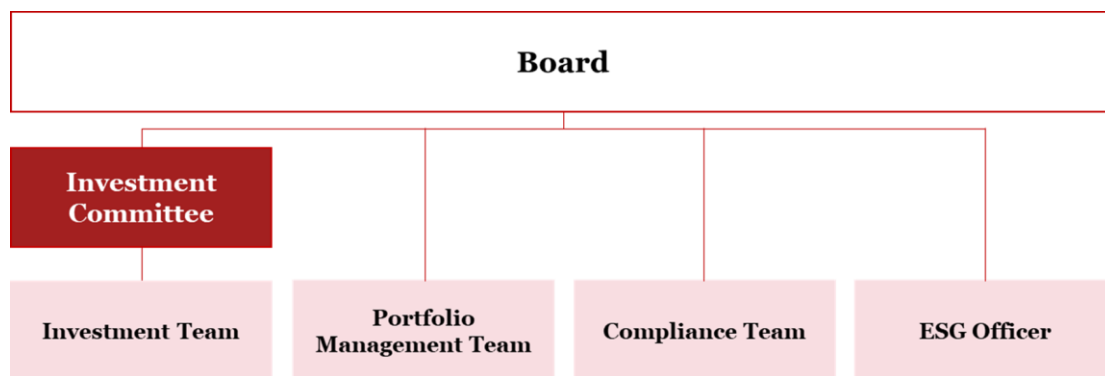 Board
Investment
Committee
Investment Team
Portfolio
Management Team
Compliance Team
ESG Officer